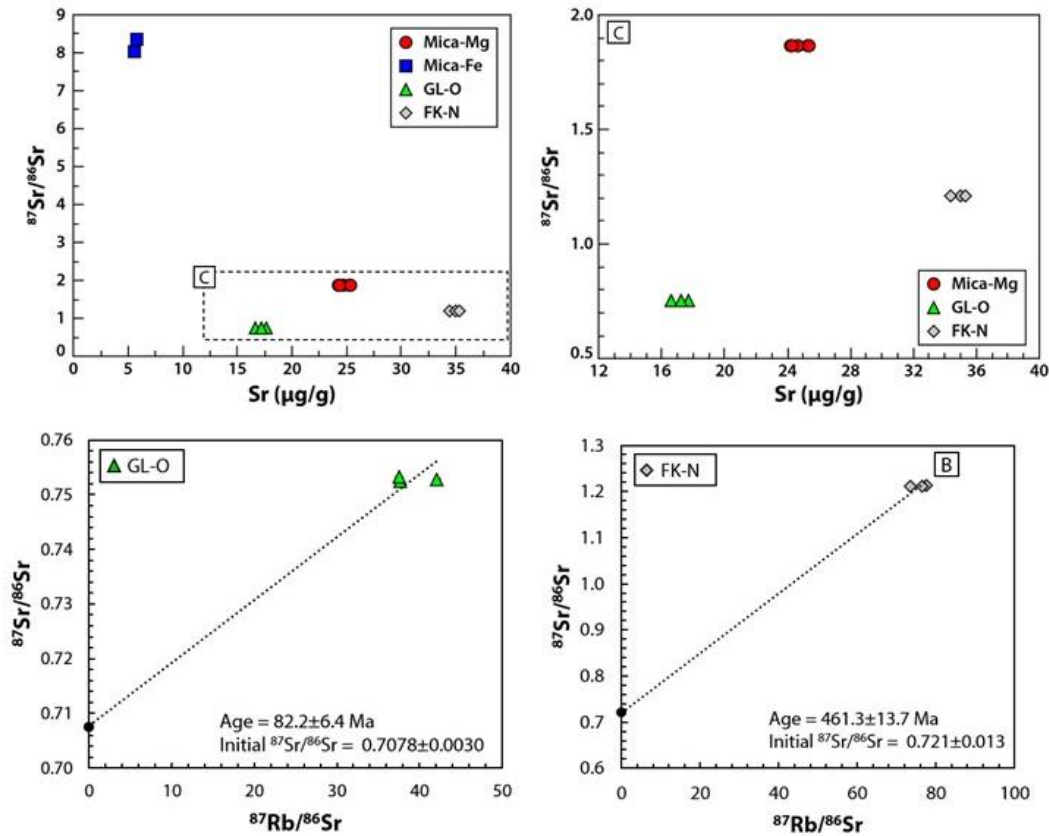 9
8
7
6
5
4
3
2
1
0
⁸⁷Sr/⁸⁶Sr
Mica-Mg
Mica-Fe
GL-O
FK-N
C
0 5 10 15 20 25 30 35 40
Sr (µg/g)
2.0
1.5
1.0
0.5
⁸⁷Sr/⁸⁶Sr
C
Mica-Mg
GL-O
FK-N
12 16 20 24 28 32 36 40
Sr (µg/g)
0.76
0.75
0.74
0.73
0.72
0.71
0.70
⁸⁷Sr/⁸⁶Sr
GL-O
Age = 82.2±6.4 Ma
Initial ⁸⁷Sr/⁸⁶Sr = 0.7078±0.0030
0 10 20 30 40 50
⁸⁷Rb/⁸⁶Sr
1.3
1.2
1.1
1.0
0.9
0.8
0.7
0.6
⁸⁷Sr/⁸⁶Sr
FK-N
B
Age = 461.3±13.7 Ma
Initial ⁸⁷Sr/⁸⁶Sr = 0.721±0.013
0 20 40 60 80 100
⁸⁷Rb/⁸⁶Sr